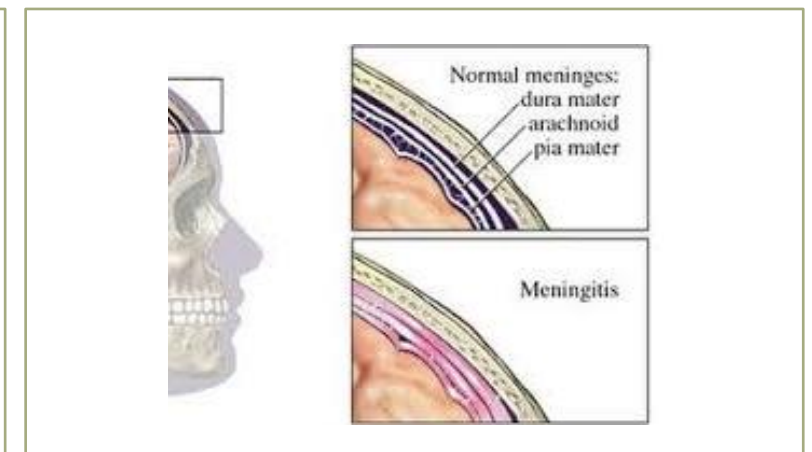 Normal meninges:
dura mater
arachnoid
pia mater
Meningitis